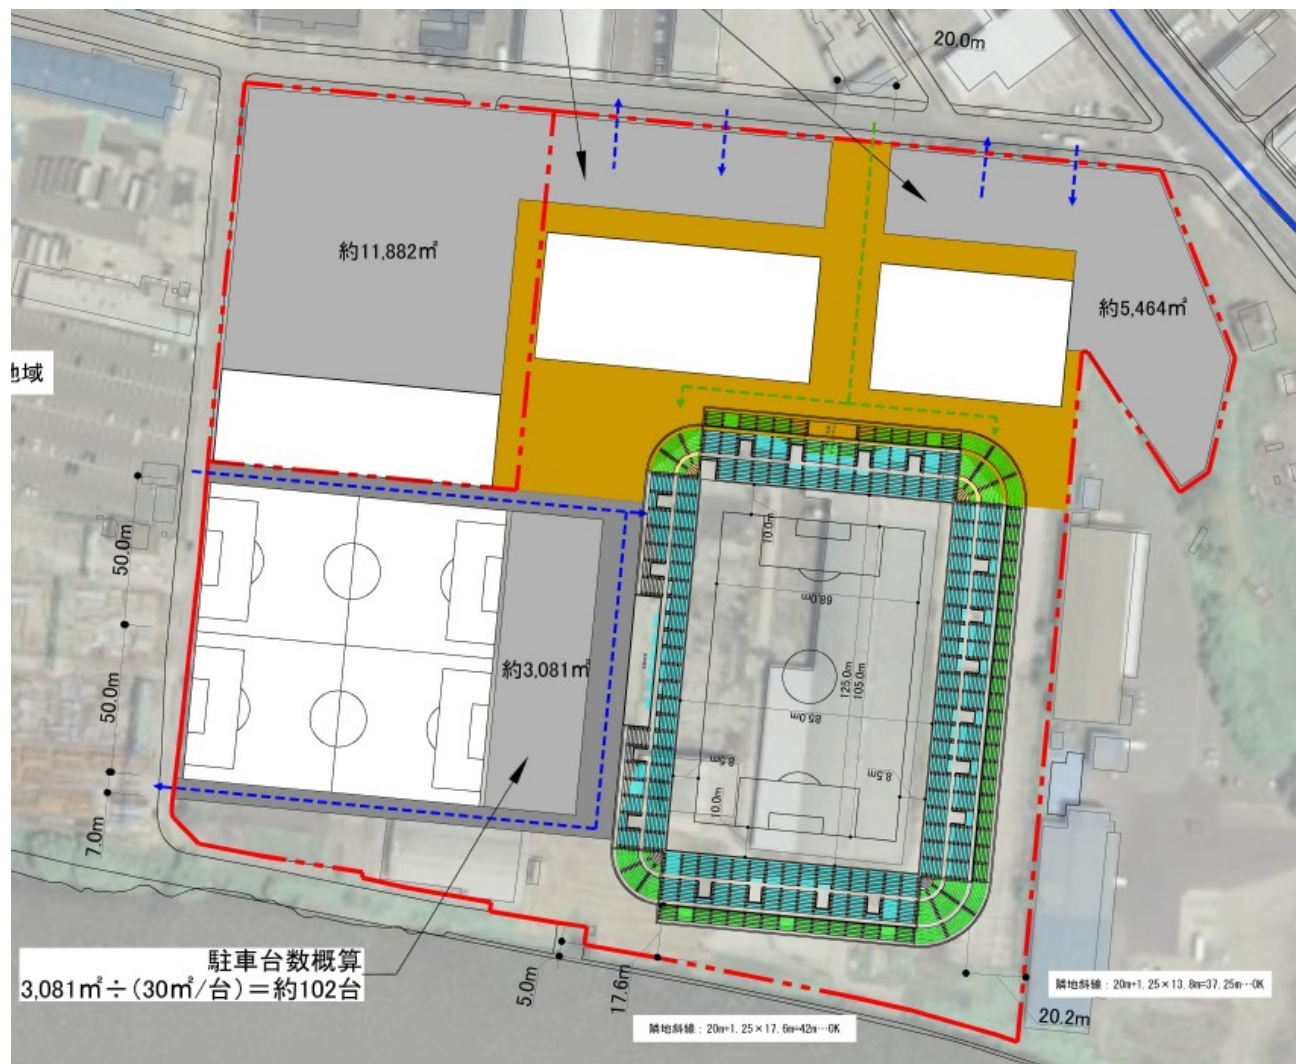 20.0m
約11,882㎡
約5,464㎡
地域
50.0m
10.0m
68.0m
125.0m
105.0m
85.0m
50.0m
約3,081㎡
8.5m
8.5m
10.0m
7.0m
駐車台数概算
3,081㎡÷(30㎡/台)=約102台
5.0m
17.6m
隣地斜線:20m+1.25×13.8m=37.25m…OK
20.2m
隣地斜線:20m+1.25×17.6m=42m…OK